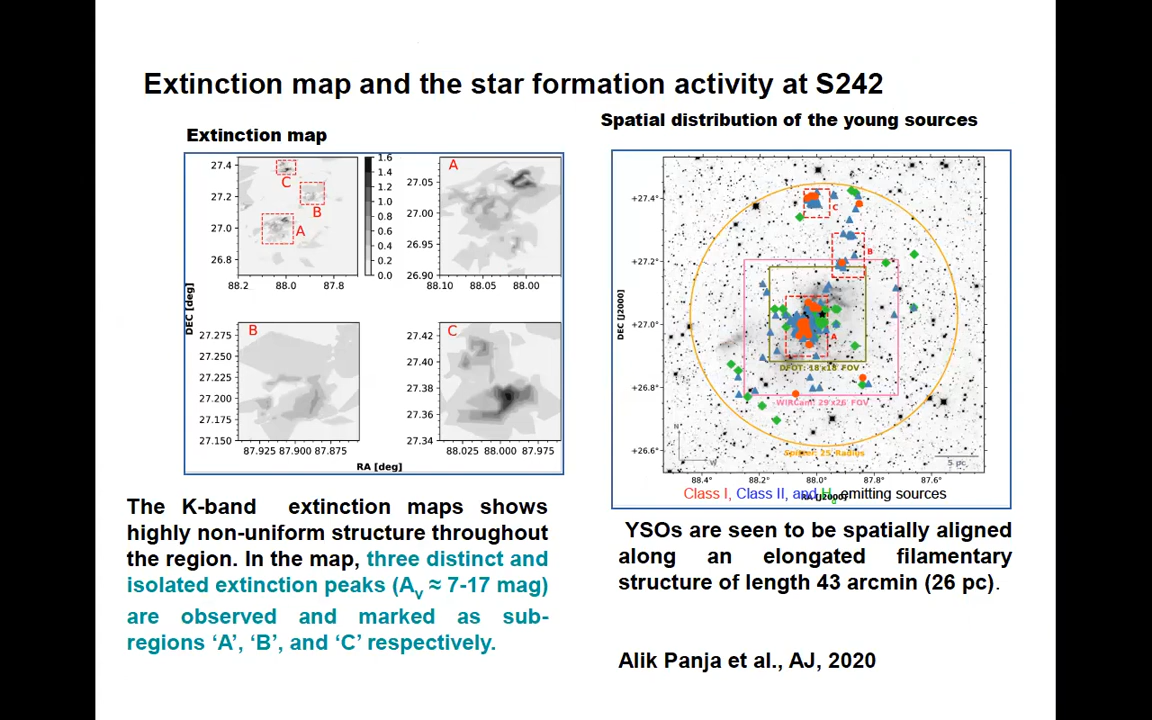 Extinction map and the star formation activity at S242
Extinction map
27.4
27.2
27.0
26.8
88.2 88.0 87.8
C
B
A
1.6
1.4
1.2
1.0
0.8
0.6
0.4
0.2
0.0
A
27.05
27.00
26.95
26.90
88.10 88.05 88.00
DEC [deg]
B
27.275
27.250
27.225
27.200
27.175
27.150
87.925 87.900 87.875
C
27.42
27.40
27.38
27.36
27.34
88.025 88.000 87.975
RA [deg]
The K-band extinction maps shows
highly non-uniform structure throughout
the region. In the map, three distinct and
isolated extinction peaks (Av ≈ 7-17 mag)
are observed and marked as sub-
regions ‘A’, ‘B’, and ‘C’ respectively.
Spatial distribution of the young sources
+27.4°
+27.2°
+27.0°
+26.8°
+26.6°
DEC (J2000)
C
B
A
DFOT: 18'x18' FOV
WIRCam: 29'x26' FOV
Spitzer: 25' Radius
N
5 pc
88.4° 88.2° 88.0° 87.8° 87.6°
RA (J2000)
Class I, Class II, and Hα emitting sources
YSOs are seen to be spatially aligned
along an elongated filamentary
structure of length 43 arcmin (26 pc).
Alik Panja et al., AJ, 2020